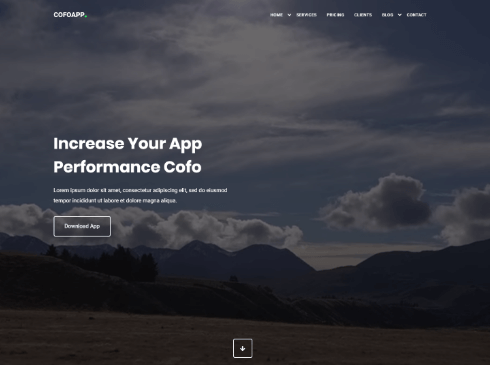 COFOAPP.
HOME
SERVICES
PRICING
CLIENTS
BLOG
CONTACT
Increase Your App
Performance Cofo
Lorem ipsum dolor sit amet, consectetur adipiscing elit, sed do eiusmod
tempor incididunt ut labore et dolore magna aliqua.
Download App